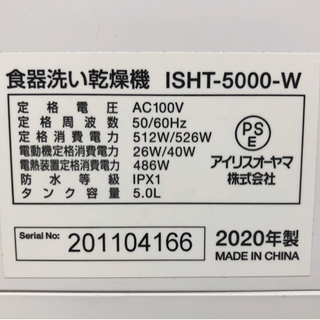 食器洗い乾燥機 ISHT-5000-W
定格電圧 AC100V
定格周波数 50/60Hz
定格消費電力 512W/526W
電動機定格消費電力 26W/40W
電熱装置定格消費電力 486W
防水等級 IPX1
タンク容量 5.0L
PSE
アイリスオーヤマ
株式会社
Serial No: 201104166
2020年製
MADE IN CHINA